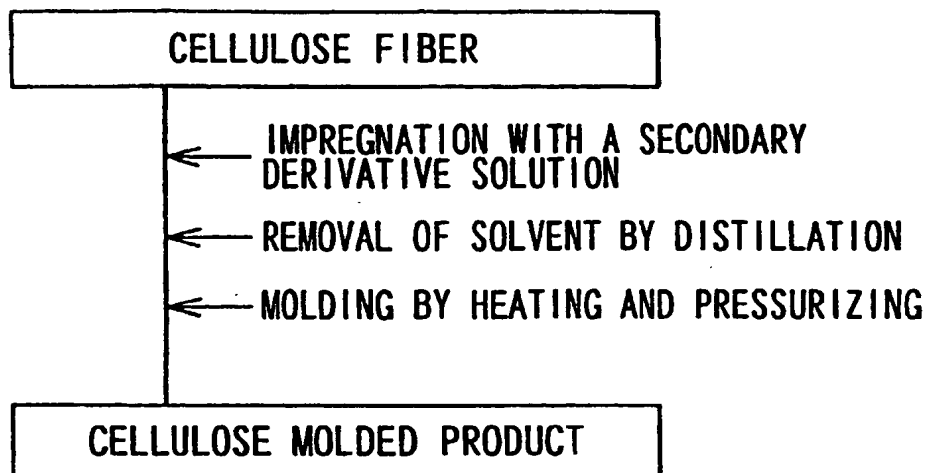 CELLULOSE FIBER
IMPREGNATION WITH A SECONDARY
DERIVATIVE SOLUTION
REMOVAL OF SOLVENT BY DISTILLATION
MOLDING BY HEATING AND PRESSURIZING
CELLULOSE MOLDED PRODUCT